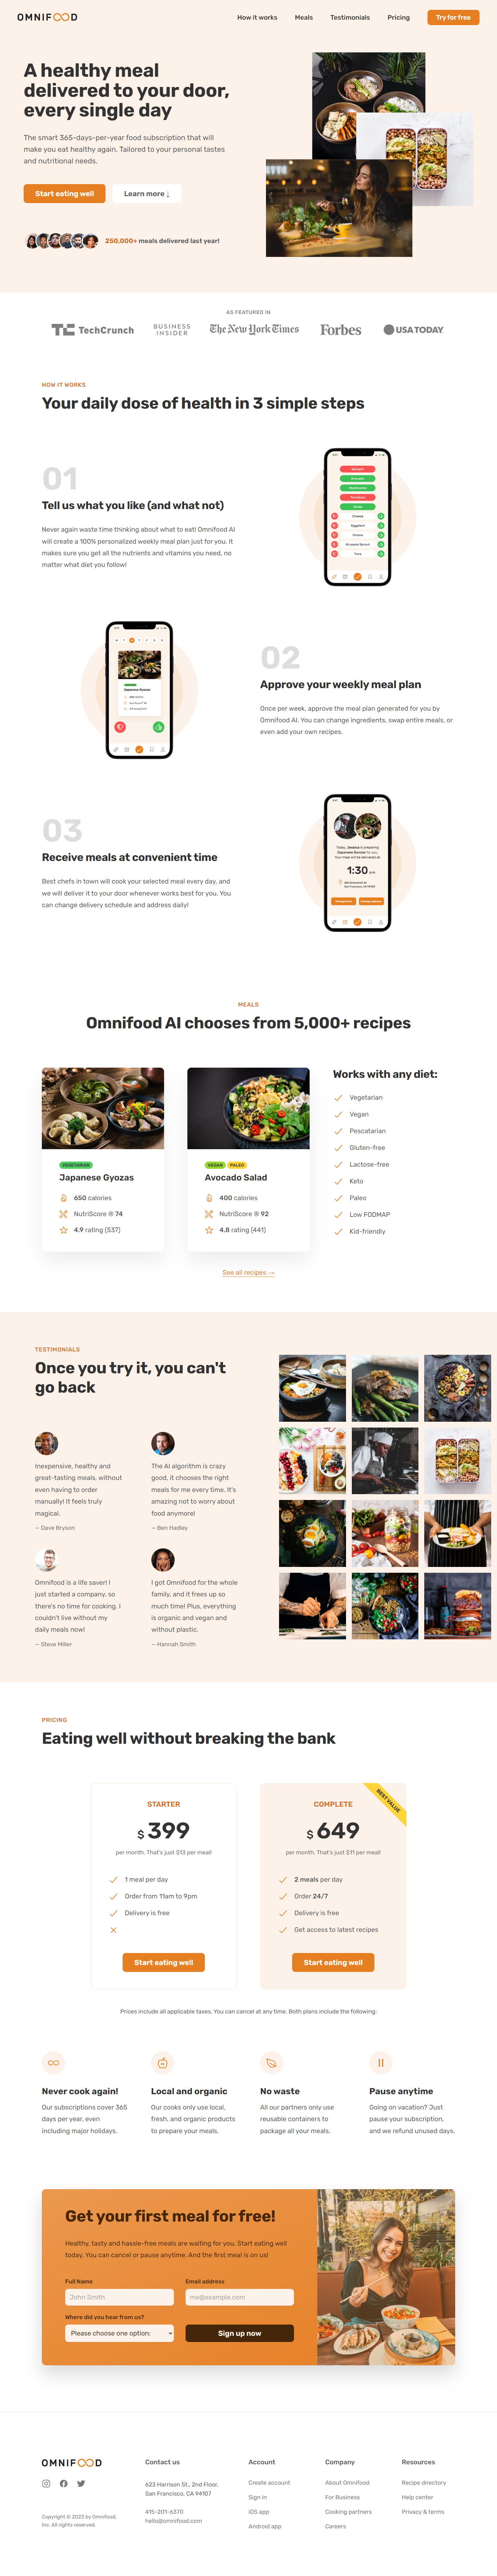 OMNIFOOD
How it works
Meals
Testimonials
Pricing
Try for free
A healthy meal
delivered to your door,
every single day
The smart 365-days-per-year food subscription that will
make you eat healthy again. Tailored to your personal tastes
and nutritional needs.
Start eating well
Learn more ↓
250,000+ meals delivered last year!
AS FEATURED IN
TechCrunch
BUSINESS
INSIDER
The New York Times
Forbes
USA TODAY
HOW IT WORKS
Your daily dose of health in 3 simple steps
01
Tell us what you like (and what not)
Never again waste time thinking about what to eat! Omnifood AI
will create a 100% personalized weekly meal plan just for you. It
makes sure you get all the nutrients and vitamins you need, no
matter what diet you follow!
02
Approve your weekly meal plan
Once per week, approve the meal plan generated for you by
Omnifood AI. You can change ingredients, swap entire meals, or
even add your own recipes.
Japanese Gyozas
03
Receive meals at convenient time
Best chefs in town will cook your selected meal every day, and
we will deliver it to your door whenever works best for you. You
can change delivery schedule and address daily!
Today, Jessica is preparing
Japanese Gyozas for you.
Your meal will be delivered at:
1:30
MEALS
Omnifood AI chooses from 5,000+ recipes
VEGETARIAN
Japanese Gyozas
650 calories
NutriScore ® 74
4.9 rating (537)
VEGAN
PALEO
Avocado Salad
400 calories
NutriScore ® 92
4.8 rating (441)
Works with any diet:
Vegetarian
Vegan
Pescatarian
Gluten-free
Lactose-free
Keto
Paleo
Low FODMAP
Kid-friendly
See all recipes →
TESTIMONIALS
Once you try it, you can't
go back
Inexpensive, healthy and
great-tasting meals, without
even having to order
manually! It feels truly
magical.
— Dave Bryson
The AI algorithm is crazy
good, it chooses the right
meals for me every time. It's
amazing not to worry about
food anymore!
— Ben Hadley
Omnifood is a life saver! I
just started a company, so
there's no time for cooking. I
couldn't live without my
daily meals now!
— Steve Miller
I got Omnifood for the whole
family, and it frees up so
much time! Plus, everything
is organic and vegan and
without plastic.
— Hannah Smith
PRICING
Eating well without breaking the bank
STARTER
$ 399
per month. That's just $13 per meal!
1 meal per day
Order from 11am to 9pm
Delivery is free
Start eating well
BEST VALUE
COMPLETE
$ 649
per month. That's just $11 per meal!
2 meals per day
Order 24/7
Delivery is free
Get access to latest recipes
Start eating well
Prices include all applicable taxes. You can cancel at any time. Both plans include the following:
Never cook again!
Our subscriptions cover 365
days per year, even
including major holidays.
Local and organic
Our cooks only use local,
fresh, and organic products
to prepare your meals.
No waste
All our partners only use
reusable containers to
package all your meals.
Pause anytime
Going on vacation? Just
pause your subscription,
and we refund unused days.
Get your first meal for free!
Healthy, tasty and hassle-free meals are waiting for you. Start eating well
today. You can cancel or pause anytime. And the first meal is on us!
Full Name
John Smith
Email address
me@example.com
Where did you hear from us?
Please choose one option:
Sign up now
OMNIFOOD
Copyright © 2023 by Omnifood,
Inc. All rights reserved.
Contact us
623 Harrison St., 2nd Floor,
San Francisco, CA 94107
415-201-6370
hello@omnifood.com
Account
Create account
Sign in
iOS app
Android app
Company
About Omnifood
For Business
Cooking partners
Careers
Resources
Recipe directory
Help center
Privacy & terms